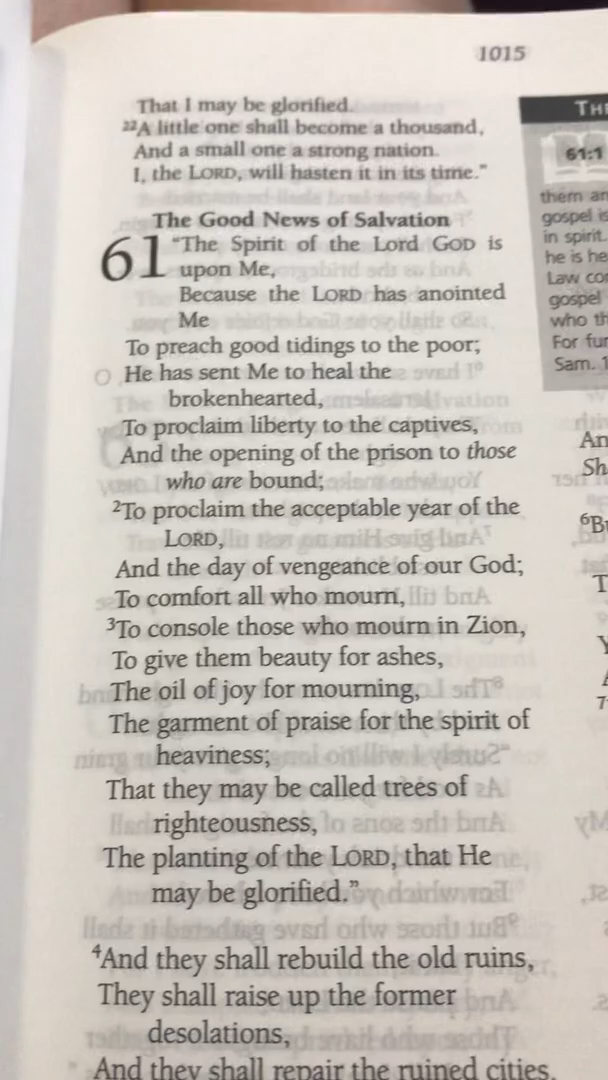 1015
That I may be glorified.
22A little one shall become a thousand,
And a small one a strong nation.
I, the LORD, will hasten it in its time."
The Good News of Salvation
61 "The Spirit of the Lord GOD is
upon Me,
Because the LORD has anointed
Me
To preach good tidings to the poor;
He has sent Me to heal the
brokenhearted,
To proclaim liberty to the captives,
And the opening of the prison to those
who are bound;
2To proclaim the acceptable year of the
LORD,
And the day of vengeance of our God;
To comfort all who mourn,
3To console those who mourn in Zion,
To give them beauty for ashes,
The oil of joy for mourning,
The garment of praise for the spirit of
heaviness;
That they may be called trees of
righteousness,
The planting of the LORD, that He
may be glorified."
4And they shall rebuild the old ruins,
They shall raise up the former
desolations,
And they shall repair the ruined cities,
61:1
them
gospel is
in spirit.
he is he
Law
gospel
who
For
Sam. 1